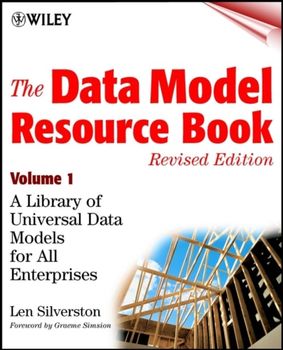 WILEY
The Data Model
Resource Book
Revised Edition
Volume 1
A Library of
Universal Data
Models
for All
Enterprises
Len Silverston
Foreword by Graeme Simsion